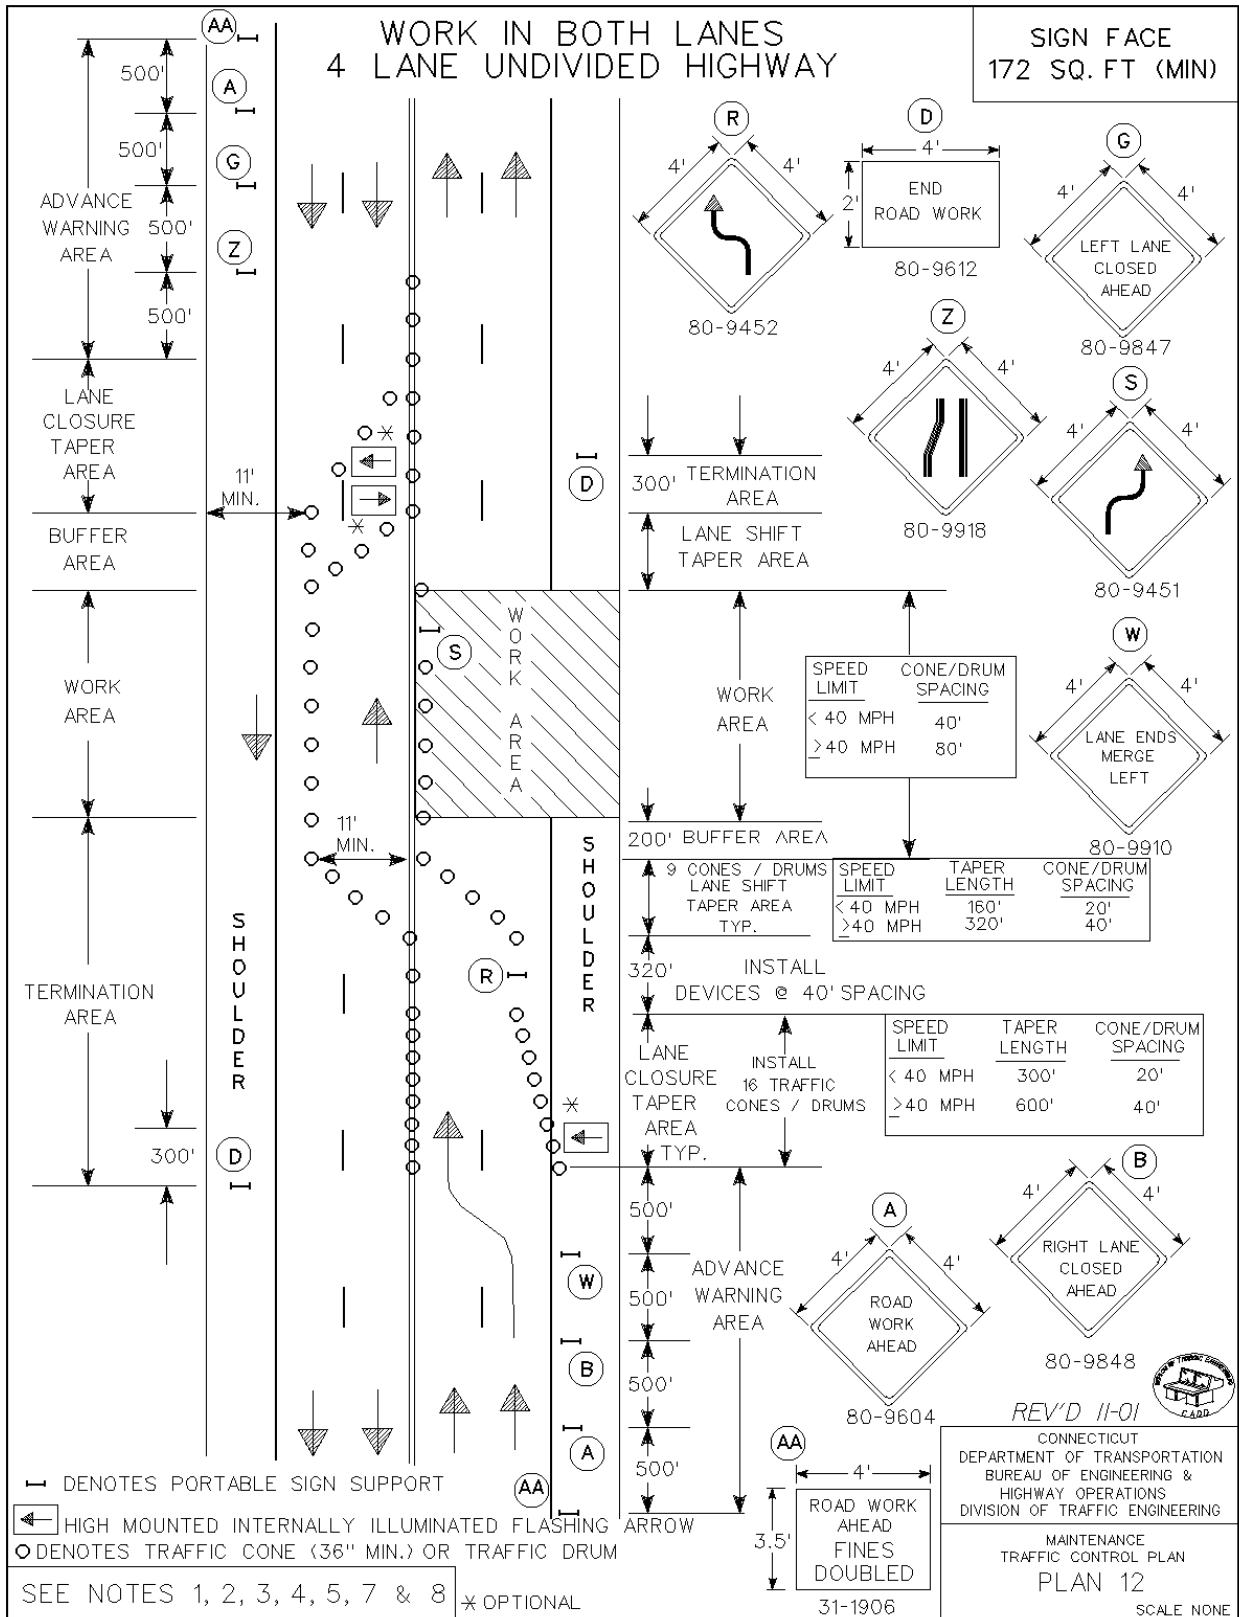 WORK IN BOTH LANES
4 LANE UNDIVIDED HIGHWAY
SIGN FACE
172 SQ. FT (MIN)
AA
500'
A
500'
G
ADVANCE
WARNING
AREA
500'
Z
500'
LANE
CLOSURE
TAPER
AREA
11'
MIN.
BUFFER
AREA
WORK
AREA
TERMINATION
AREA
SHOULDER
300'
D
*
*
S
WORK AREA
11'
MIN.
R
*
SHOULDER
D
300' TERMINATION
AREA
LANE SHIFT
TAPER AREA
WORK
AREA
200' BUFFER AREA
9 CONES / DRUMS
LANE SHIFT
TAPER AREA
TYP.
320'
INSTALL
DEVICES @ 40' SPACING
LANE
CLOSURE
TAPER
AREA
TYP.
INSTALL
16 TRAFFIC
CONES / DRUMS
500'
W
500'
ADVANCE
WARNING
AREA
B
500'
A
500'
AA
R
4' 4'
80-9452
D
4'
2'
END
ROAD WORK
80-9612
G
4' 4'
LEFT LANE
CLOSED
AHEAD
80-9847
Z
4' 4'
80-9918
S
4' 4'
80-9451
W
4' 4'
LANE ENDS
MERGE
LEFT
80-9910
SPEED LIMIT CONE/DRUM SPACING
< 40 MPH 40'
≥40 MPH 80'
SPEED LIMIT TAPER LENGTH CONE/DRUM SPACING
< 40 MPH 160' 20'
≥40 MPH 320' 40'
SPEED LIMIT TAPER LENGTH CONE/DRUM SPACING
< 40 MPH 300' 20'
≥40 MPH 600' 40'
B
4' 4'
RIGHT LANE
CLOSED
AHEAD
80-9848
A
4' 4'
ROAD
WORK
AHEAD
80-9604
AA
4'
3.5'
ROAD WORK
AHEAD
FINES
DOUBLED
31-1906
CADD
REV'D 11-01
CONNECTICUT
DEPARTMENT OF TRANSPORTATION
BUREAU OF ENGINEERING &
HIGHWAY OPERATIONS
DIVISION OF TRAFFIC ENGINEERING
MAINTENANCE
TRAFFIC CONTROL PLAN
PLAN 12
SCALE NONE
DENOTES PORTABLE SIGN SUPPORT
HIGH MOUNTED INTERNALLY ILLUMINATED FLASHING ARROW
DENOTES TRAFFIC CONE (36" MIN.) OR TRAFFIC DRUM
SEE NOTES 1, 2, 3, 4, 5, 7 & 8
* OPTIONAL